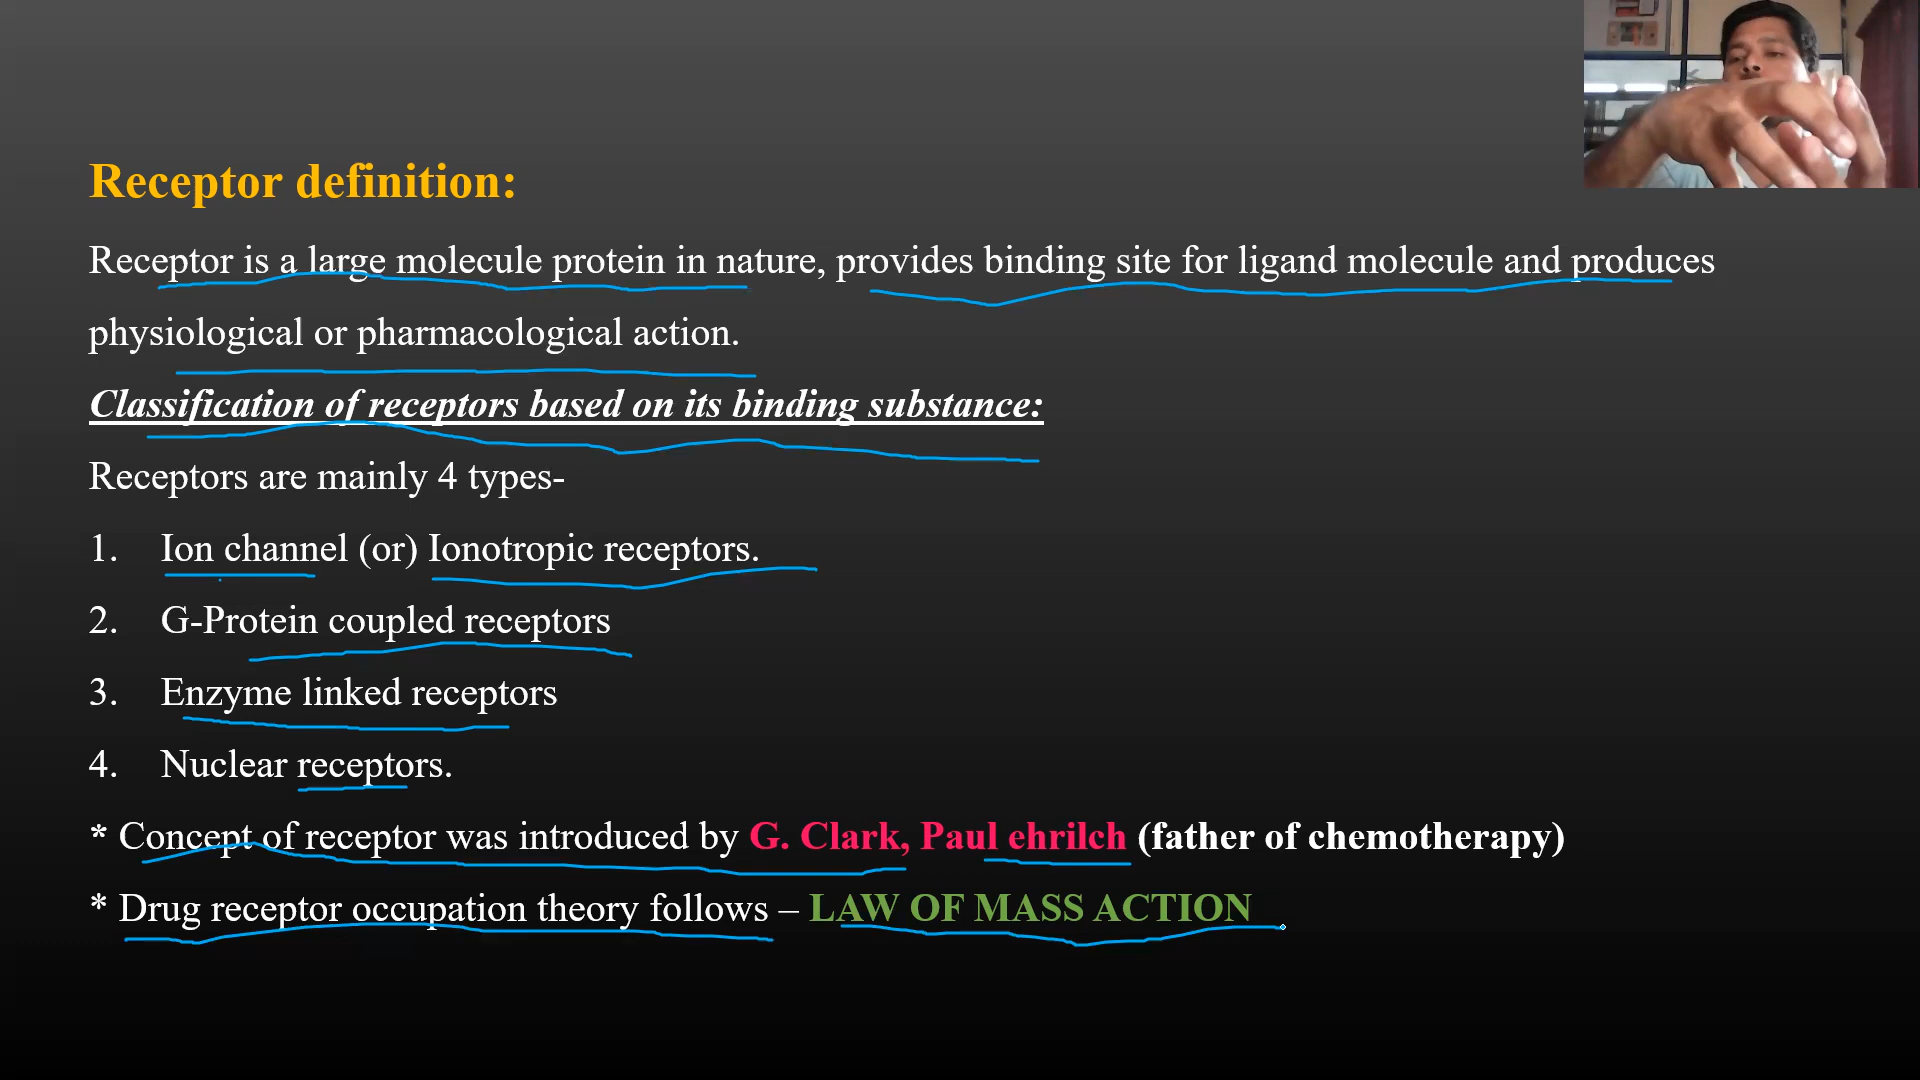 Receptor definition:
Receptor is a large molecule protein in nature, provides binding site for ligand molecule and produces
physiological or pharmacological action.
Classification of receptors based on its binding substance:
Receptors are mainly 4 types-
1. Ion channel (or) Ionotropic receptors.
2. G-Protein coupled receptors
3. Enzyme linked receptors
4. Nuclear receptors.
* Concept of receptor was introduced by G. Clark, Paul ehrilch (father of chemotherapy)
* Drug receptor occupation theory follows – LAW OF MASS ACTION